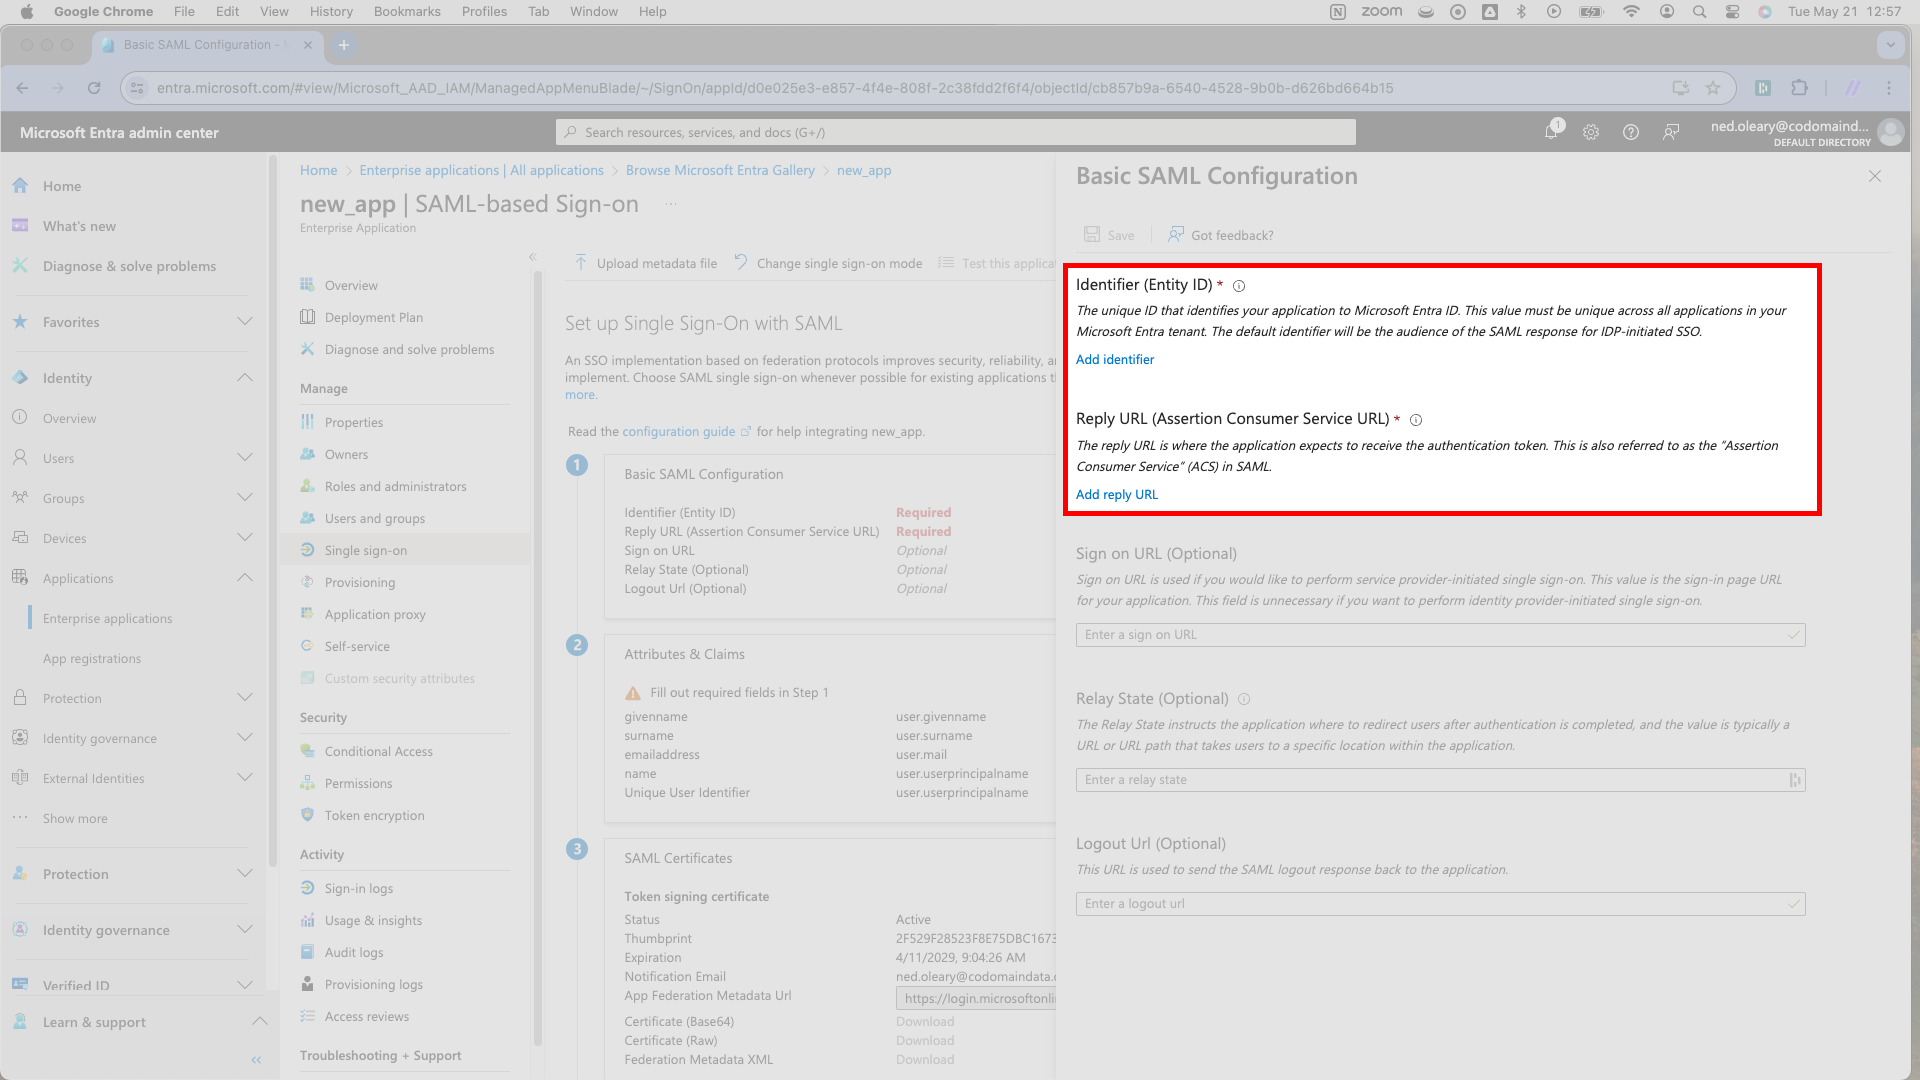 Google Chrome File Edit View History Bookmarks Profiles Tab Window Help zoom Tue May 21 12:57
Basic SAML Configuration -
entra.microsoft.com/#view/Microsoft_AAD_IAM/ManagedAppMenuBlade/~/SignOn/appId/d0e025e3-e857-4f4e-808f-2c38fdd2f6f4/objectId/cb857b9a-6540-4528-9b0b-d626bd664b15
Microsoft Entra admin center
Search resources, services, and docs (G+/)
1
ned.oleary@codomaind...
DEFAULT DIRECTORY
Home
What's new
Diagnose & solve problems
Favorites
Identity
Overview
Users
Groups
Devices
Applications
Enterprise applications
App registrations
Protection
Identity governance
External Identities
Show more
Protection
Identity governance
Verified ID
Learn & support
Home > Enterprise applications | All applications > Browse Microsoft Entra Gallery > new_app
new_app | SAML-based Sign-on ...
Enterprise Application
Overview
Deployment Plan
Diagnose and solve problems
Manage
Properties
Owners
Roles and administrators
Users and groups
Single sign-on
Provisioning
Application proxy
Self-service
Custom security attributes
Security
Conditional Access
Permissions
Token encryption
Activity
Sign-in logs
Usage & insights
Audit logs
Provisioning logs
Access reviews
Troubleshooting + Support
Upload metadata file Change single sign-on mode Test this applica
Set up Single Sign-On with SAML
An SSO implementation based on federation protocols improves security, reliability, a
implement. Choose SAML single sign-on whenever possible for existing applications t
more.
Read the configuration guide for help integrating new_app.
1
Basic SAML Configuration
Identifier (Entity ID) Required
Reply URL (Assertion Consumer Service URL) Required
Sign on URL Optional
Relay State (Optional) Optional
Logout Url (Optional) Optional
2
Attributes & Claims
Fill out required fields in Step 1
givenname user.givenname
surname user.surname
emailaddress user.mail
name user.userprincipalname
Unique User Identifier user.userprincipalname
3
SAML Certificates
Token signing certificate
Status Active
Thumbprint 2F529F28523F8E75DBC1673
Expiration 4/11/2029, 9:04:26 AM
Notification Email ned.oleary@codomaindata.
App Federation Metadata Url https://login.microsoftonli
Certificate (Base64) Download
Certificate (Raw) Download
Federation Metadata XML Download
Basic SAML Configuration
Save Got feedback?
Identifier (Entity ID) *
The unique ID that identifies your application to Microsoft Entra ID. This value must be unique across all applications in your
Microsoft Entra tenant. The default identifier will be the audience of the SAML response for IDP-initiated SSO.
Add identifier
Reply URL (Assertion Consumer Service URL) *
The reply URL is where the application expects to receive the authentication token. This is also referred to as the "Assertion
Consumer Service" (ACS) in SAML.
Add reply URL
Sign on URL (Optional)
Sign on URL is used if you would like to perform service provider-initiated single sign-on. This value is the sign-in page URL
for your application. This field is unnecessary if you want to perform identity provider-initiated single sign-on.
Enter a sign on URL
Relay State (Optional)
The Relay State instructs the application where to redirect users after authentication is completed, and the value is typically a
URL or URL path that takes users to a specific location within the application.
Enter a relay state
Logout Url (Optional)
This URL is used to send the SAML logout response back to the application.
Enter a logout url